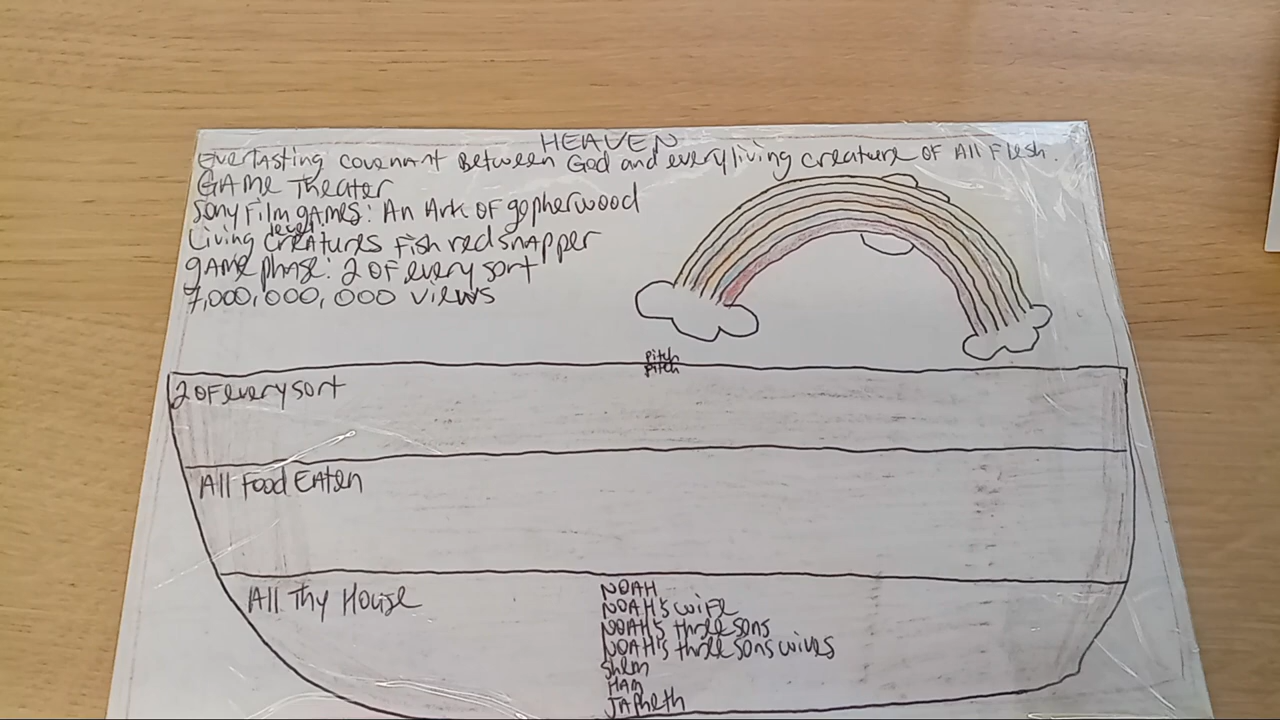 HEAVEN
Everlasting covenant Between God and every living creature of All Flesh.
GAME Theater
Sony Film games: An Ark of gopherwood
level
Living creatures Fish red snapper
game phase: 2 of every sort
7,000,000,000 views
pitch
pitch
2 of every sort
All Food Eaten
All Thy House
NOAH
NOAH'S wife
NOAH'S three sons
NOAH'S three sons wives
Shem
HAM
JApheth